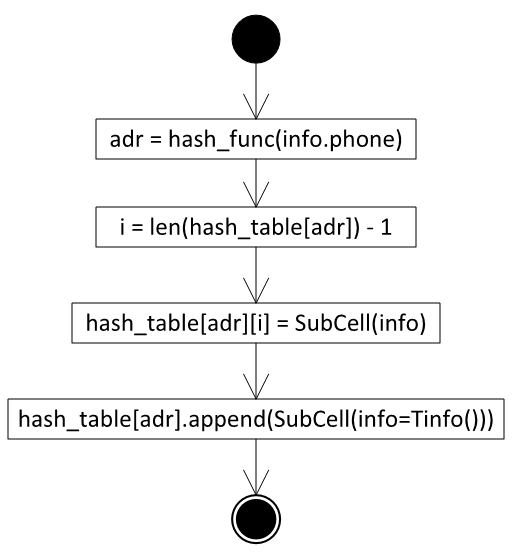 adr = hash_func(info.phone)
i = len(hash_table[adr]) - 1
hash_table[adr][i] = SubCell(info)
hash_table[adr].append(SubCell(info=Tinfo()))